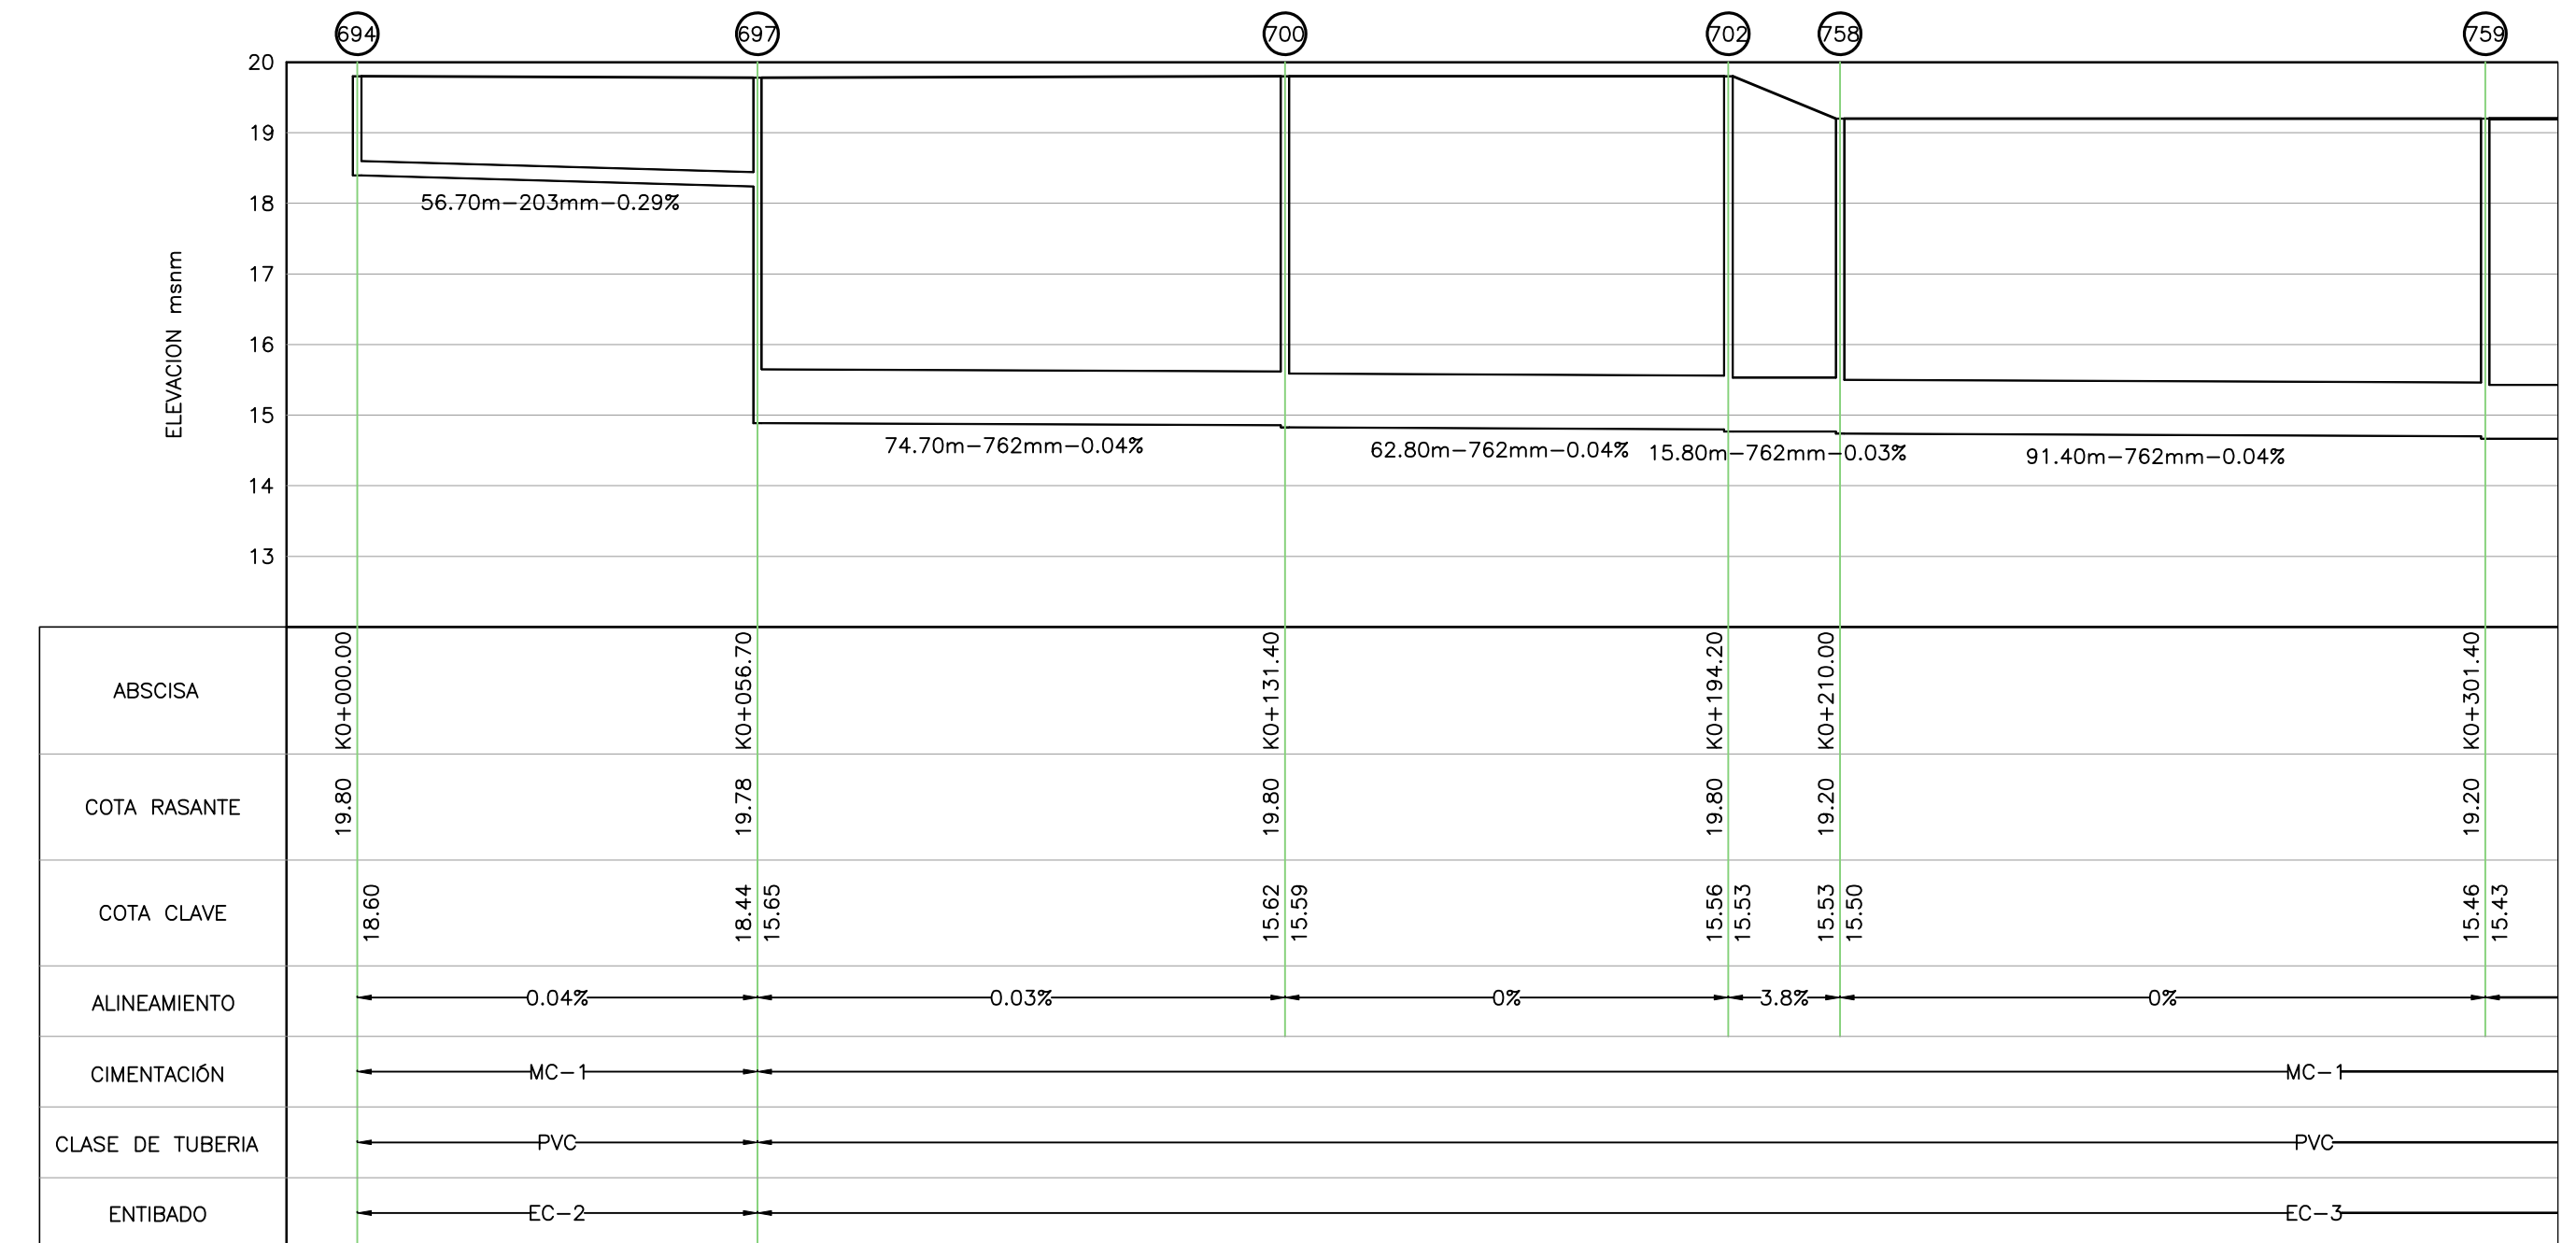 694 697 700 702 758 759
20
19
18
17
16
15
14
13
ELEVACION msnm
56.70m-203mm-0.29%
74.70m-762mm-0.04%
62.80m-762mm-0.04%
15.80m-762mm-0.03%
91.40m-762mm-0.04%
ABSCISA K0+000.00 K0+056.70 K0+131.40 K0+194.20 K0+210.00 K0+301.40
COTA RASANTE 19.80 19.78 19.80 19.80 19.20 19.20
COTA CLAVE 18.60 18.44 15.65 15.62 15.59 15.56 15.53 15.53 15.50 15.46 15.43
ALINEAMIENTO 0.04% 0.03% 0% 3.8% 0%
CIMENTACIÓN MC-1 MC-1
CLASE DE TUBERIA PVC PVC
ENTIBADO EC-2 EC-3